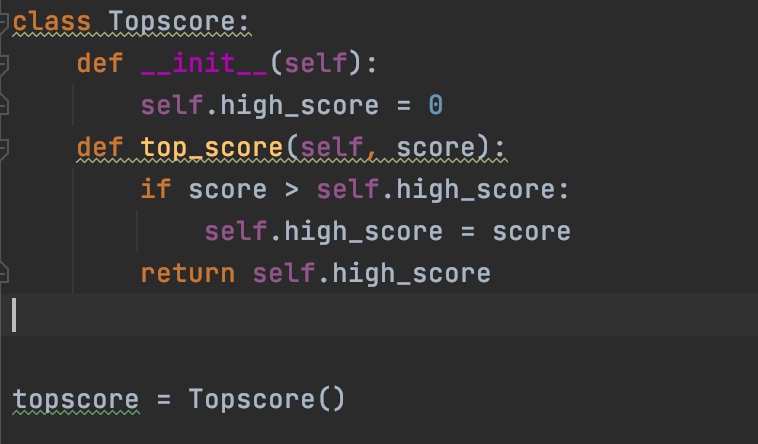 class Topscore:
    def __init__(self):
        self.high_score = 0
    def top_score(self, score):
        if score > self.high_score:
            self.high_score = score
        return self.high_score
topscore = Topscore()